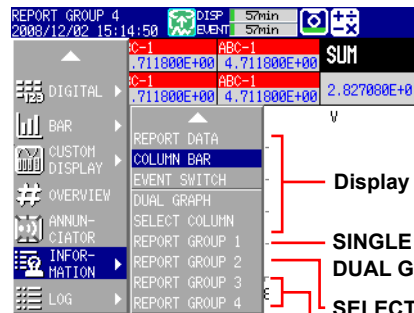 REPORT GROUP 4
2008/12/02 15:14:50
DISP 57min
EVENT 57min
C-1 ABC-1 SUM
.711800E+00 4.711800E+00
C-1 ABC-1
.711800E+00 4.711800E+00 2.827080E+0
V
123 DIGITAL
BAR
CUSTOM
DISPLAY
OVERVIEW
ANNUN-
CIATOR
INFOR-
MATION
LOG
REPORT DATA
COLUMN BAR
EVENT SWITCH
DUAL GRAPH
SELECT COLUMN
REPORT GROUP 1
REPORT GROUP 2
REPORT GROUP 3
REPORT GROUP 4
Display
SINGLE
DUAL G
SELECT